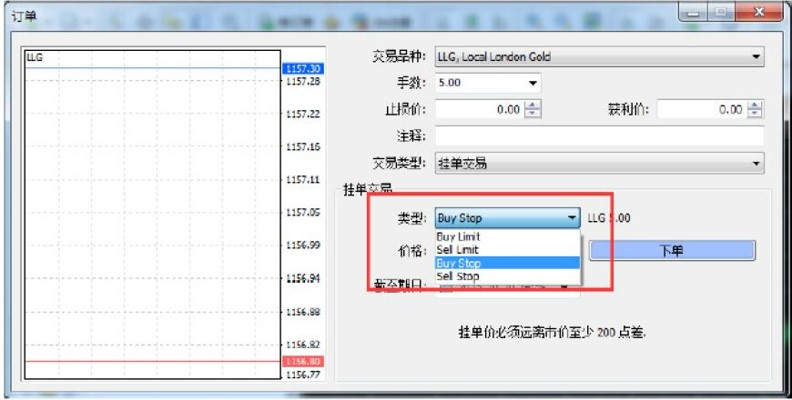 订单
LLG
1157.30
1157.28
1157.22
1157.16
1157.11
1157.05
1156.99
1156.94
1156.88
1156.82
1156.80
1156.77
交易品种: LLG, Local London Gold
手数: 5.00
止损价: 0.00 获利价: 0.00
注释:
交易类型: 挂单交易
挂单交易
类型: Buy Stop LLG 5.00
Buy Limit
价格: Sell Limit 下单
Buy Stop
Sell Stop
截至期日:
挂单价必须远离市价至少 200 点差.